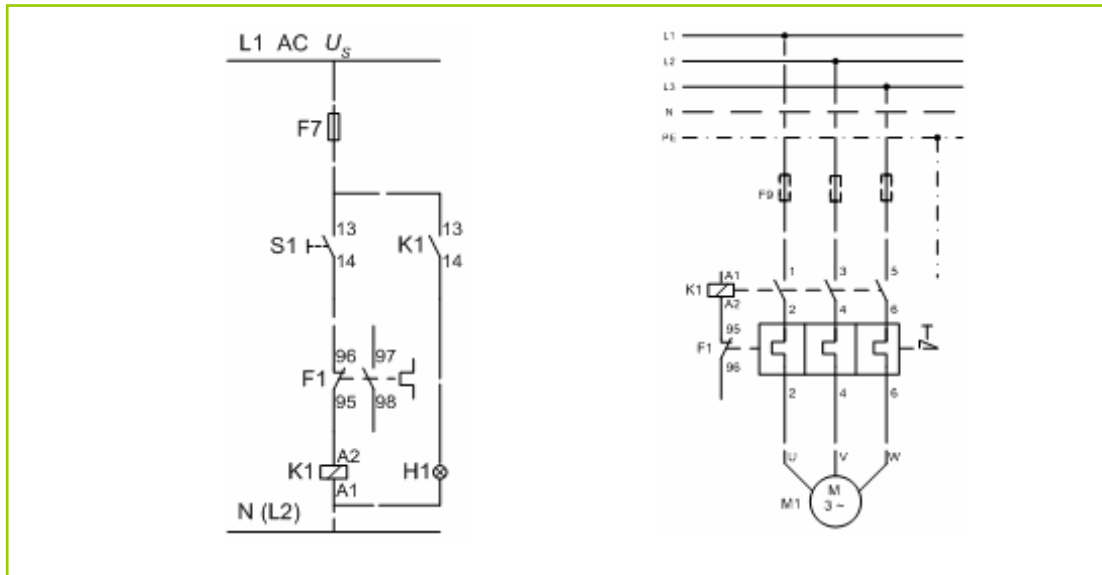 L1 AC U_S
F7
13 13
S1 K1
14 14
96 97
F1
95 98
A2
K1 H1
A1
N (L2)
L1
L2
L3
N
PE
F9
A1 1 3 5
K1
A2 2 4 6
95
F1
96
2 4 6
U V W
M1 M
3 ~